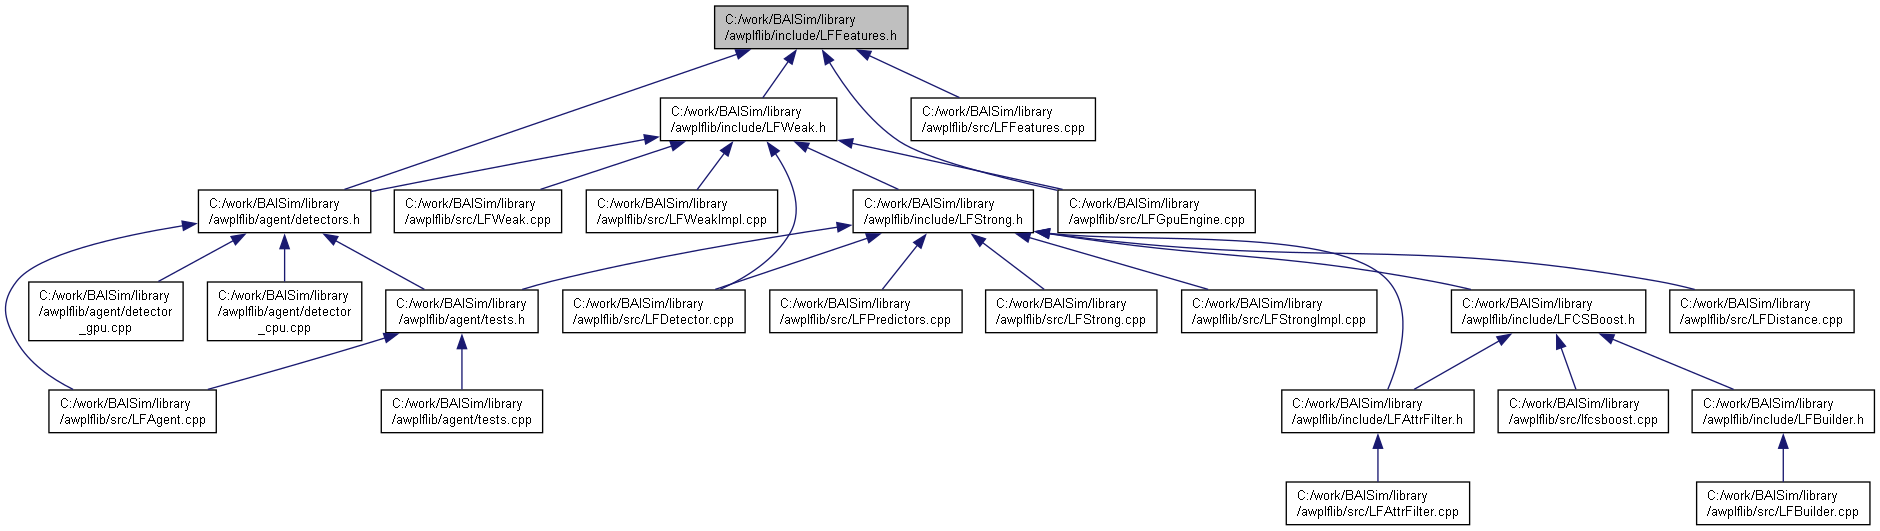 C:/work/BAISim/library
/awplflib/include/LFFeatures.h
C:/work/BAISim/library
/awplflib/include/LFWeak.h
C:/work/BAISim/library
/awplflib/src/LFFeatures.cpp
C:/work/BAISim/library
/awplflib/agent/detectors.h
C:/work/BAISim/library
/awplflib/src/LFWeak.cpp
C:/work/BAISim/library
/awplflib/src/LFWeakImpl.cpp
C:/work/BAISim/library
/awplflib/include/LFStrong.h
C:/work/BAISim/library
/awplflib/src/LFGpuEngine.cpp
C:/work/BAISim/library
/awplflib/agent/detector
_gpu.cpp
C:/work/BAISim/library
/awplflib/agent/detector
_cpu.cpp
C:/work/BAISim/library
/awplflib/agent/tests.h
C:/work/BAISim/library
/awplflib/src/LFDetector.cpp
C:/work/BAISim/library
/awplflib/src/LFPredictors.cpp
C:/work/BAISim/library
/awplflib/src/LFStrong.cpp
C:/work/BAISim/library
/awplflib/src/LFStrongImpl.cpp
C:/work/BAISim/library
/awplflib/include/LFCSBoost.h
C:/work/BAISim/library
/awplflib/src/LFDistance.cpp
C:/work/BAISim/library
/awplflib/src/LFAgent.cpp
C:/work/BAISim/library
/awplflib/agent/tests.cpp
C:/work/BAISim/library
/awplflib/include/LFAttrFilter.h
C:/work/BAISim/library
/awplflib/src/lfcsboost.cpp
C:/work/BAISim/library
/awplflib/include/LFBuilder.h
C:/work/BAISim/library
/awplflib/src/LFAttrFilter.cpp
C:/work/BAISim/library
/awplflib/src/LFBuilder.cpp